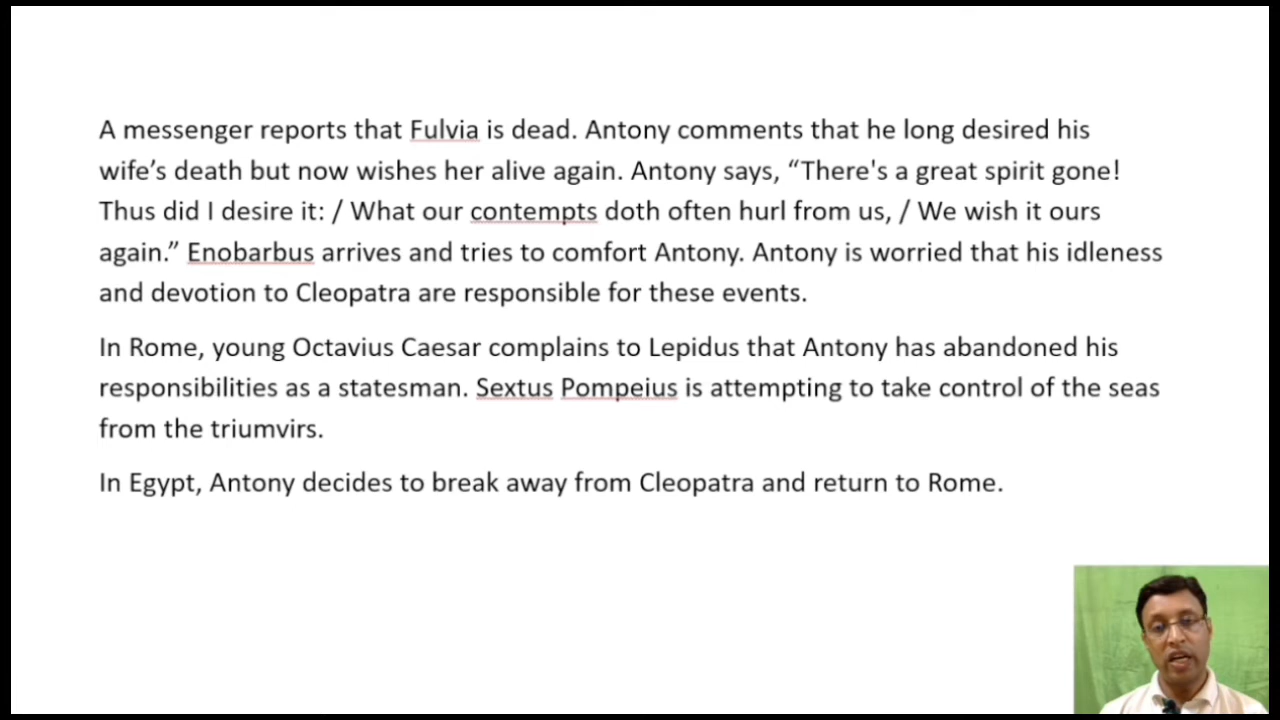 A messenger reports that Fulvia is dead. Antony comments that he long desired his
wife’s death but now wishes her alive again. Antony says, “There's a great spirit gone!
Thus did I desire it: / What our contempts doth often hurl from us, / We wish it ours
again.” Enobarbus arrives and tries to comfort Antony. Antony is worried that his idleness
and devotion to Cleopatra are responsible for these events.
In Rome, young Octavius Caesar complains to Lepidus that Antony has abandoned his
responsibilities as a statesman. Sextus Pompeius is attempting to take control of the seas
from the triumvirs.
In Egypt, Antony decides to break away from Cleopatra and return to Rome.